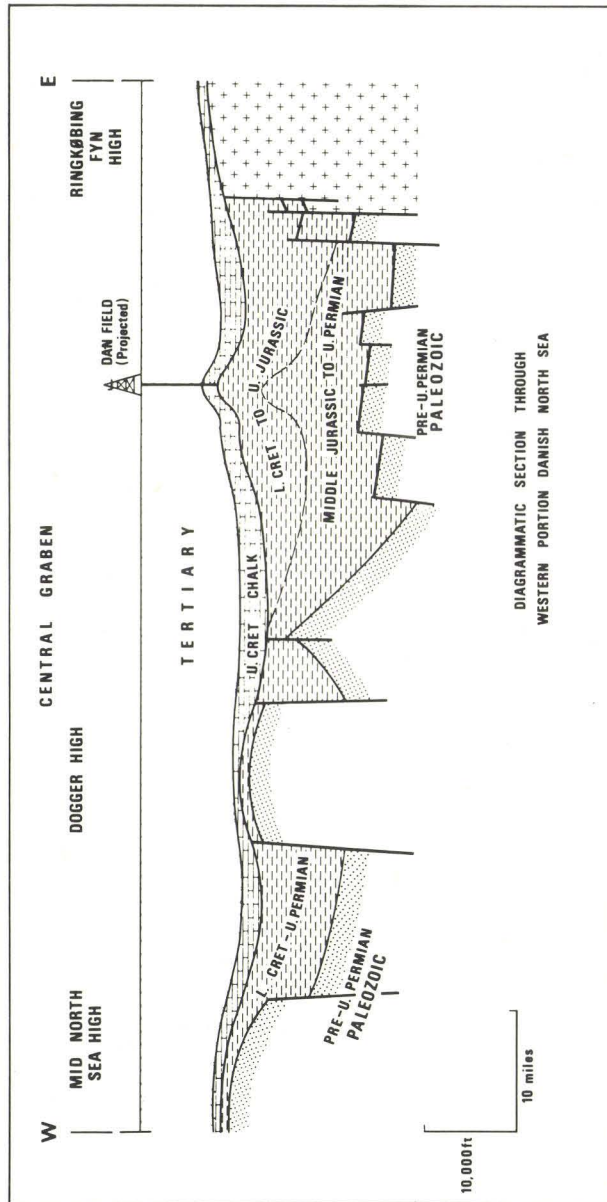 W
E
MID NORTH
SEA HIGH
DOGGER HIGH
CENTRAL GRABEN
DAN FIELD
(Projected)
RINGKØBING
FYN
HIGH
TERTIARY
U. CRET CHALK
L. CRET TO U. JURASSIC
L. CRET - U. PERMIAN
MIDDLE JURASSIC TO U. PERMIAN
PRE-U. PERMIAN
PALEOZOIC
PRE-U. PERMIAN
PALEOZOIC
10,000ft
10 miles
DIAGRAMMATIC SECTION THROUGH
WESTERN PORTION DANISH NORTH SEA